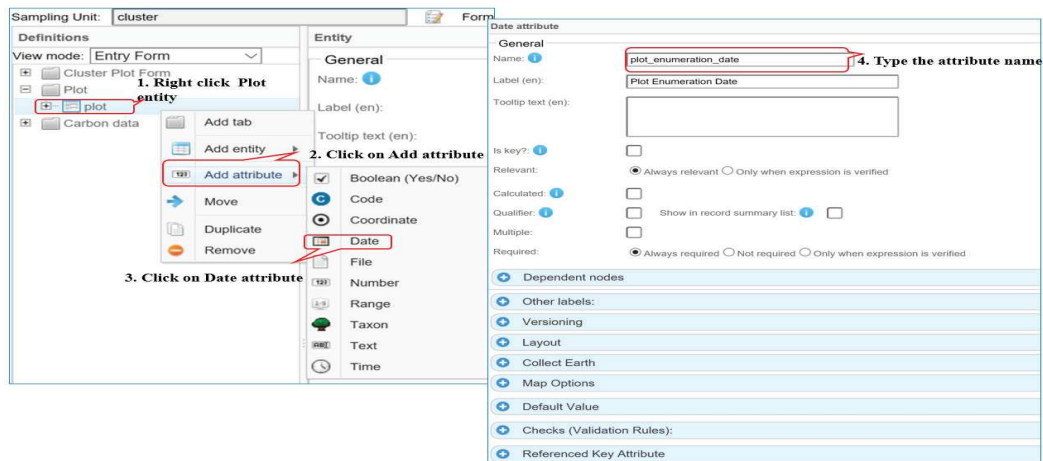 Sampling Unit: cluster Form
Definitions
View mode: Entry Form
Cluster Plot Form
Plot
plot
Carbon data
1. Right click Plot
entity
Add tab
Add entity
Add attribute
Move
Duplicate
Remove
2. Click on Add attribute
3. Click on Date attribute
Entity
General
Name:
Label (en):
Tooltip text (en):
Boolean (Yes/No)
Code
Coordinate
Date
File
Number
Range
Taxon
Text
Time
Date attribute
General
Name: plot_enumeration_date
4. Type the attribute name
Label (en): Plot Enumeration Date
Tooltip text (en):
Is key?:
Relevant: Always relevant Only when expression is verified
Calculated:
Qualifier: Show in record summary list:
Multiple:
Required: Always required Not required Only when expression is verified
Dependent nodes
Other labels:
Versioning
Layout
Collect Earth
Map Options
Default Value
Checks (Validation Rules):
Referenced Key Attribute